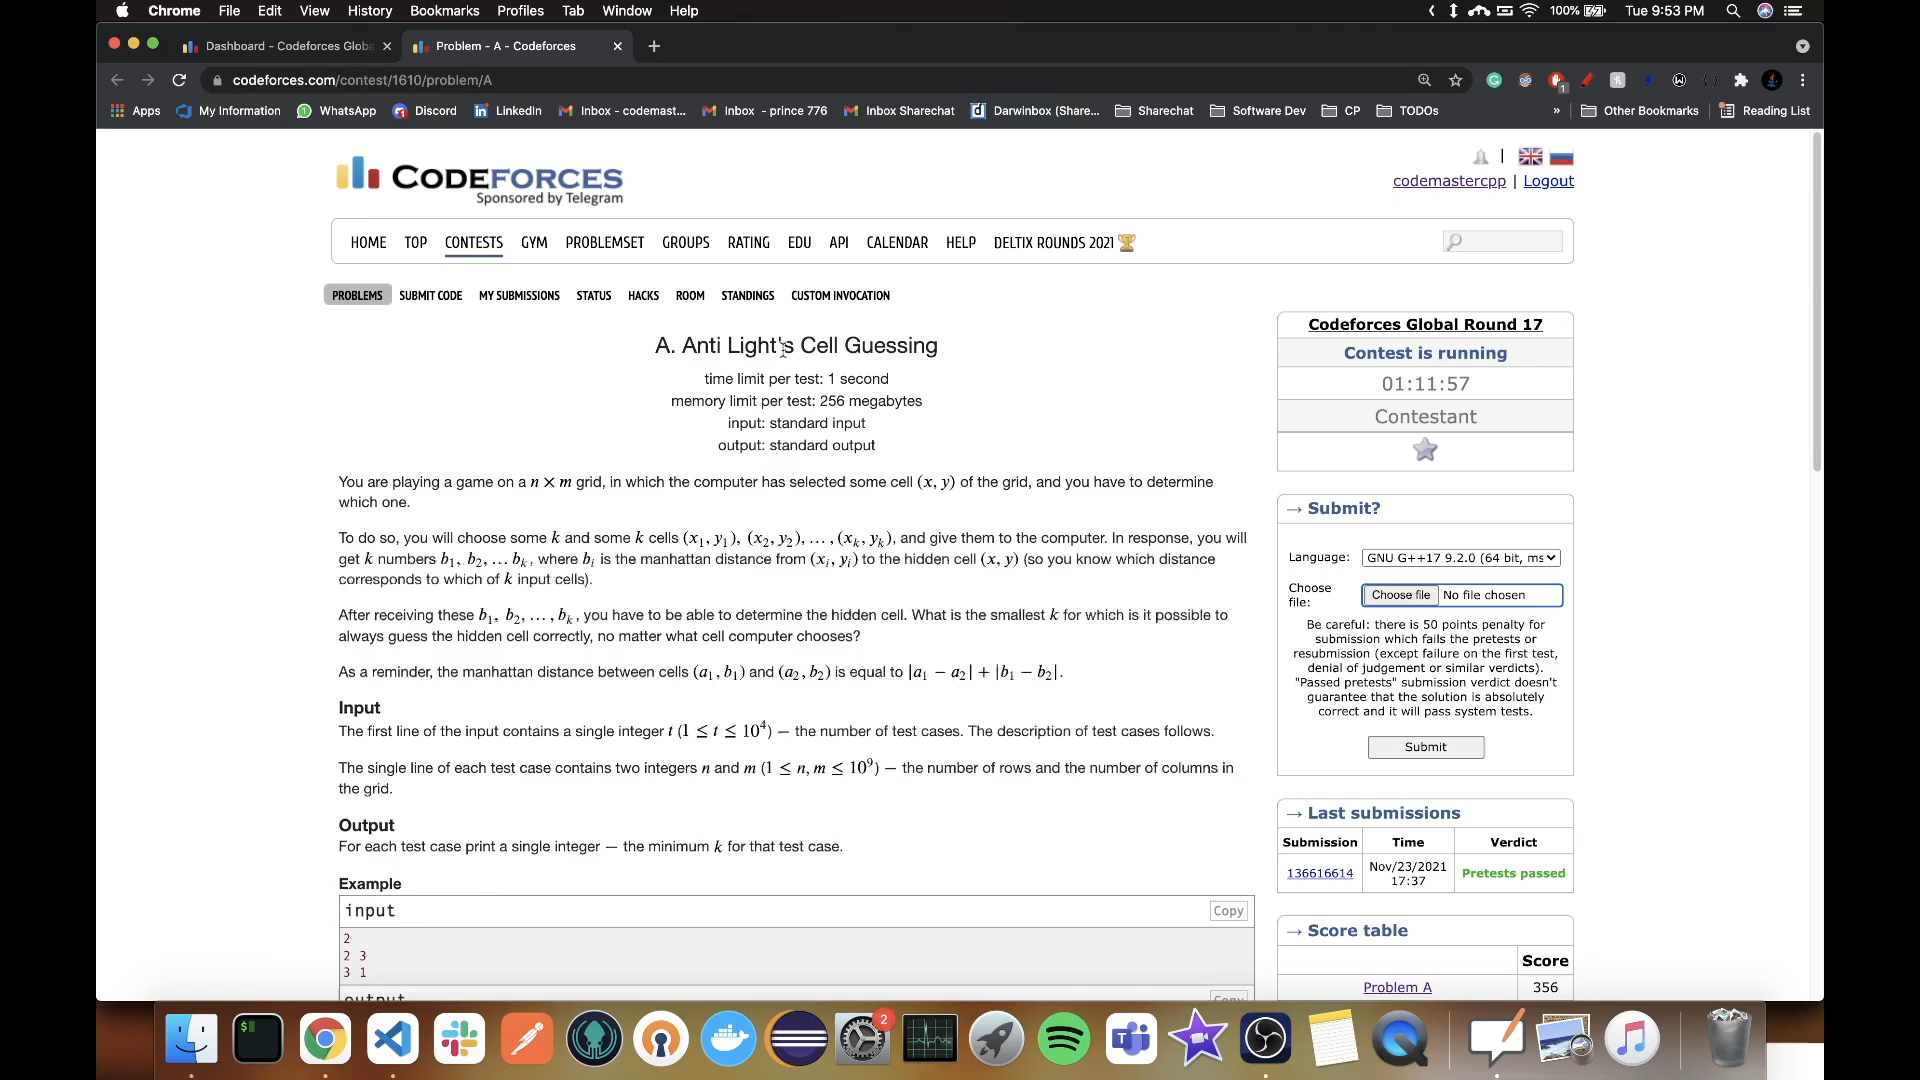 Chrome File Edit View History Bookmarks Profiles Tab Window Help 100% Tue 9:53 PM
Dashboard - Codeforces Globa Problem - A - Codeforces
codeforces.com/contest/1610/problem/A
Apps My Information WhatsApp Discord LinkedIn Inbox - codemast... Inbox - prince 776 Inbox Sharechat Darwinbox (Share... Sharechat Software Dev CP TODOs » Other Bookmarks Reading List
CODEFORCES
Sponsored by Telegram
codemastercpp | Logout
HOME TOP CONTESTS GYM PROBLEMSET GROUPS RATING EDU API CALENDAR HELP DELTIX ROUNDS 2021
PROBLEMS SUBMIT CODE MY SUBMISSIONS STATUS HACKS ROOM STANDINGS CUSTOM INVOCATION
A. Anti Light's Cell Guessing
time limit per test: 1 second
memory limit per test: 256 megabytes
input: standard input
output: standard output
You are playing a game on a n × m grid, in which the computer has selected some cell (x, y) of the grid, and you have to determine
which one.
To do so, you will choose some k and some k cells (x₁, y₁), (x₂, y₂), … , (xₖ, yₖ), and give them to the computer. In response, you will
get k numbers b₁, b₂, … bₖ, where bᵢ is the manhattan distance from (xᵢ, yᵢ) to the hidden cell (x, y) (so you know which distance
corresponds to which of k input cells).
After receiving these b₁, b₂, … , bₖ, you have to be able to determine the hidden cell. What is the smallest k for which is it possible to
always guess the hidden cell correctly, no matter what cell computer chooses?
As a reminder, the manhattan distance between cells (a₁, b₁) and (a₂, b₂) is equal to |a₁ − a₂| + |b₁ − b₂|.
Input
The first line of the input contains a single integer t (1 ≤ t ≤ 10⁴) — the number of test cases. The description of test cases follows.
The single line of each test case contains two integers n and m (1 ≤ n, m ≤ 10⁹) — the number of rows and the number of columns in
the grid.
Output
For each test case print a single integer — the minimum k for that test case.
Example
input Copy
2
2 3
3 1
output Copy
Codeforces Global Round 17
Contest is running
01:11:57
Contestant
→ Submit?
Language: GNU G++17 9.2.0 (64 bit, ms
Choose file: Choose file No file chosen
Be careful: there is 50 points penalty for
submission which fails the pretests or
resubmission (except failure on the first test,
denial of judgement or similar verdicts).
"Passed pretests" submission verdict doesn't
guarantee that the solution is absolutely
correct and it will pass system tests.
Submit
→ Last submissions
Submission Time Verdict
136616614 Nov/23/2021 17:37 Pretests passed
→ Score table
Score
Problem A 356
2